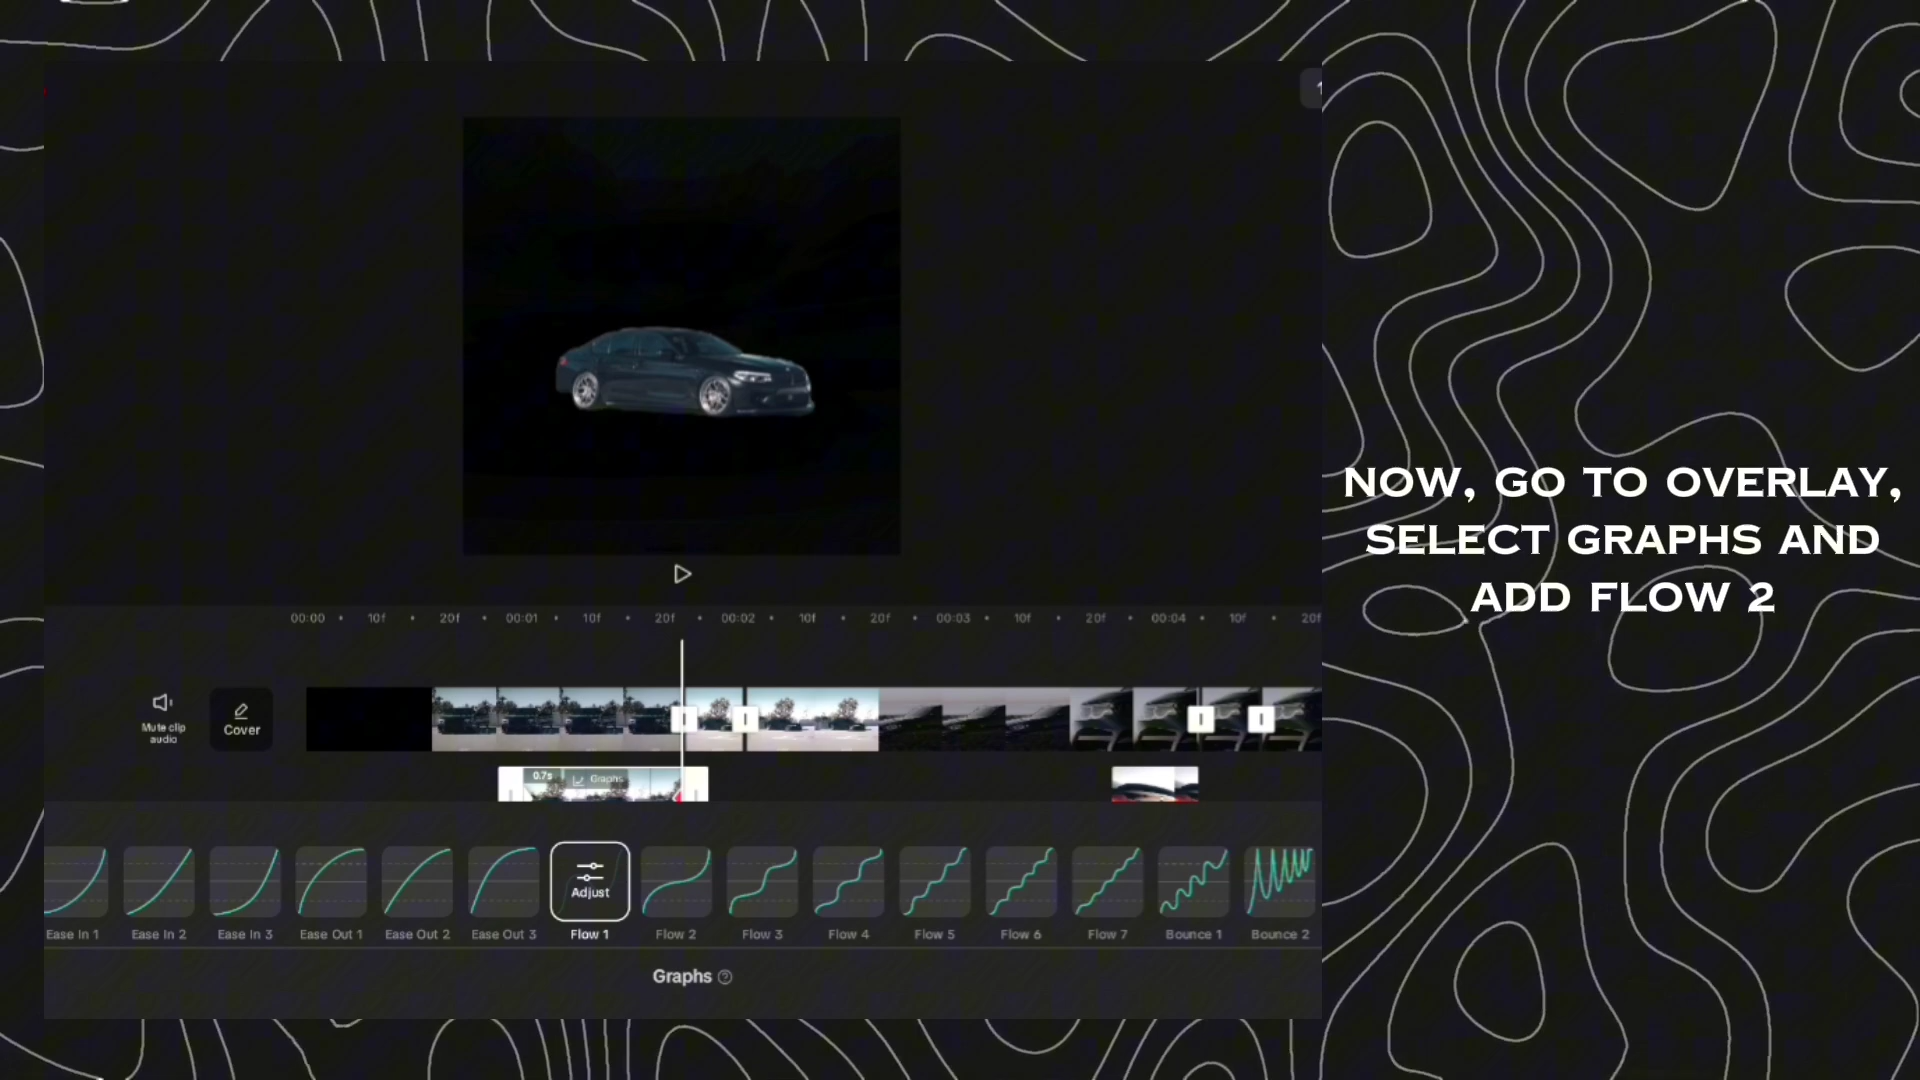 NOW, GO TO OVERLAY,
SELECT GRAPHS AND
ADD FLOW 2
00:00 10f 20f 00:01 10f 20f 00:02 10f 20f 00:03 10f 20f 00:04 10f 20f
Mute clip
audio
Cover
0.7s Graphs
Adjust
Ease In 1 Ease In 2 Ease In 3 Ease Out 1 Ease Out 2 Ease Out 3 Flow 1 Flow 2 Flow 3 Flow 4 Flow 5 Flow 6 Flow 7 Bounce 1 Bounce 2
Graphs ?